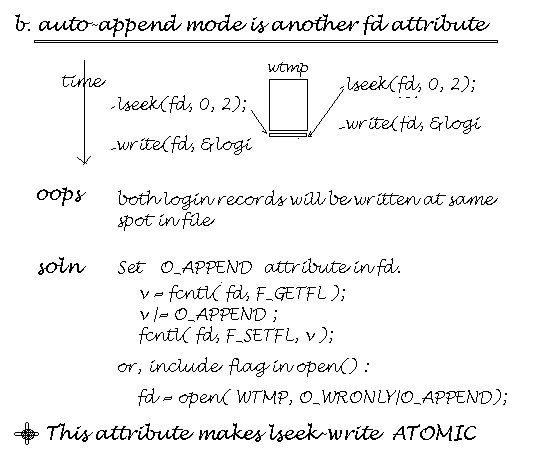 b. auto-append mode is another fd attribute
wtmp
time
-lseek(fd, 0, 2);
-lseek(fd, 0, 2);
...
-write(fd, &logi
-write(fd, &logi
oops
both login records will be written at same
spot in file
soln
Set O_APPEND attribute in fd.
v = fcntl( fd, F_GETFL );
v |= O_APPEND ;
fcntl( fd, F_SETFL, v );
or, include flag in open() :
fd = open( WTMP, O_WRONLY|O_APPEND);
This attribute makes lseek-write ATOMIC